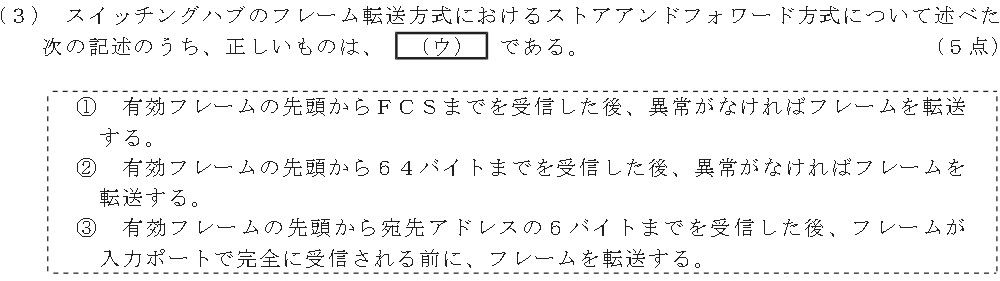 (３) スイッチングハブのフレーム転送方式におけるストアアンドフォワード方式について述べた
次の記述のうち、正しいものは、 (ウ) である。 (５点)
① 有効フレームの先頭からＦＣＳまでを受信した後、異常がなければフレームを転送
する。
② 有効フレームの先頭から６４バイトまでを受信した後、異常がなければフレームを
転送する。
③ 有効フレームの先頭から宛先アドレスの６バイトまでを受信した後、フレームが
入力ポートで完全に受信される前に、フレームを転送する。